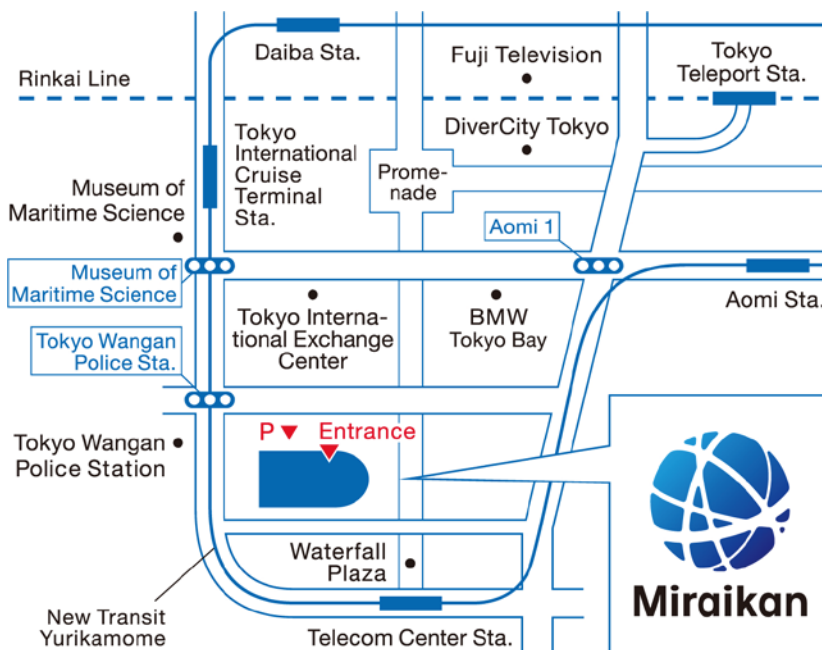 Daiba Sta.
Fuji Television
Tokyo
Teleport Sta.
Rinkai Line
DiverCity Tokyo
Tokyo
International
Cruise
Terminal
Sta.
Prome-
nade
Museum of
Maritime Science
Aomi 1
Museum of
Maritime Science
Aomi Sta.
Tokyo Interna-
tional Exchange
Center
BMW
Tokyo Bay
Tokyo Wangan
Police Sta.
P
Entrance
Tokyo Wangan
Police Station
Waterfall
Plaza
Miraikan
New Transit
Yurikamome
Telecom Center Sta.